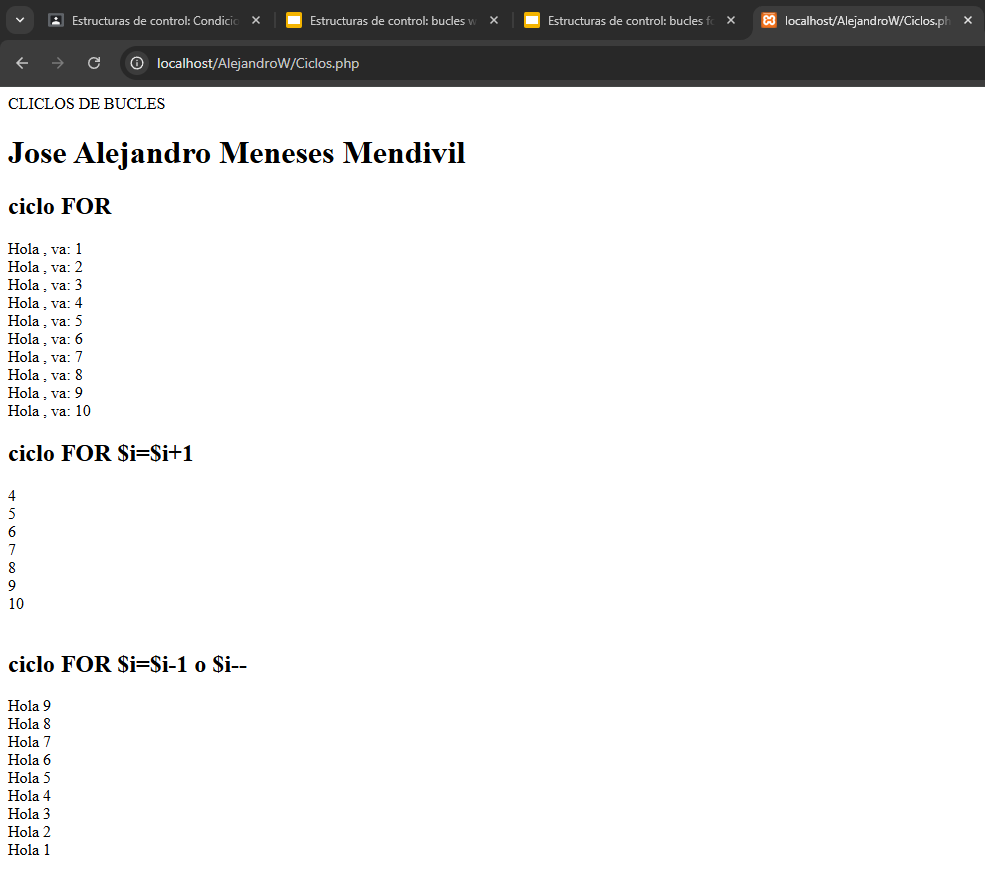 Estructuras de control: Condicio
Estructuras de control: bucles w
Estructuras de control: bucles fo
localhost/AlejandroW/Ciclos.ph
localhost/AlejandroW/Ciclos.php
CLICLOS DE BUCLES
Jose Alejandro Meneses Mendivil
ciclo FOR
Hola , va: 1
Hola , va: 2
Hola , va: 3
Hola , va: 4
Hola , va: 5
Hola , va: 6
Hola , va: 7
Hola , va: 8
Hola , va: 9
Hola , va: 10
ciclo FOR $i=$i+1
4
5
6
7
8
9
10
ciclo FOR $i=$i-1 o $i--
Hola 9
Hola 8
Hola 7
Hola 6
Hola 5
Hola 4
Hola 3
Hola 2
Hola 1